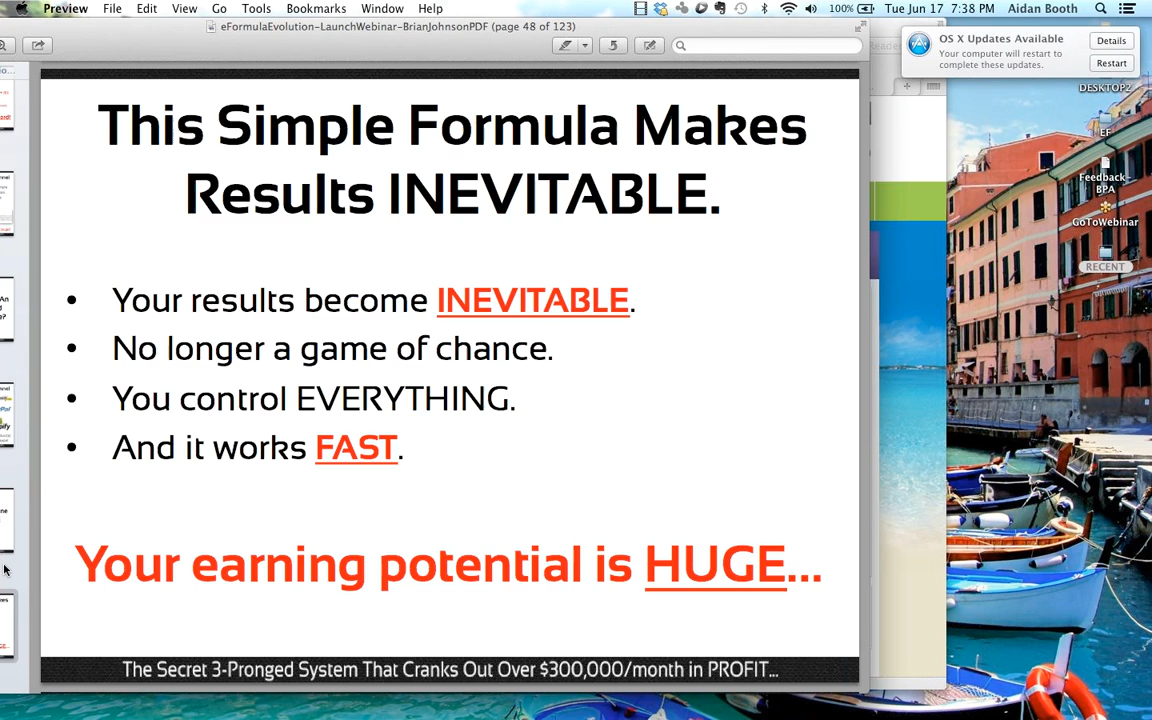 Preview File Edit View Go Tools Bookmarks Window Help 100% Tue Jun 17 7:38 PM Aidan Booth
eFormulaEvolution-LaunchWebinar-BrianJohnsonPDF (page 48 of 123)
OS X Updates Available
Your computer will restart to
complete these updates.
Details
Restart
This Simple Formula Makes
Results INEVITABLE.
• Your results become INEVITABLE.
• No longer a game of chance.
• You control EVERYTHING.
• And it works FAST.
Your earning potential is HUGE...
The Secret 3-Pronged System That Cranks Out Over $300,000/month in PROFIT...
DESKTOP2
EF
Feedback-
BPA
GoToWebinar
RECENT